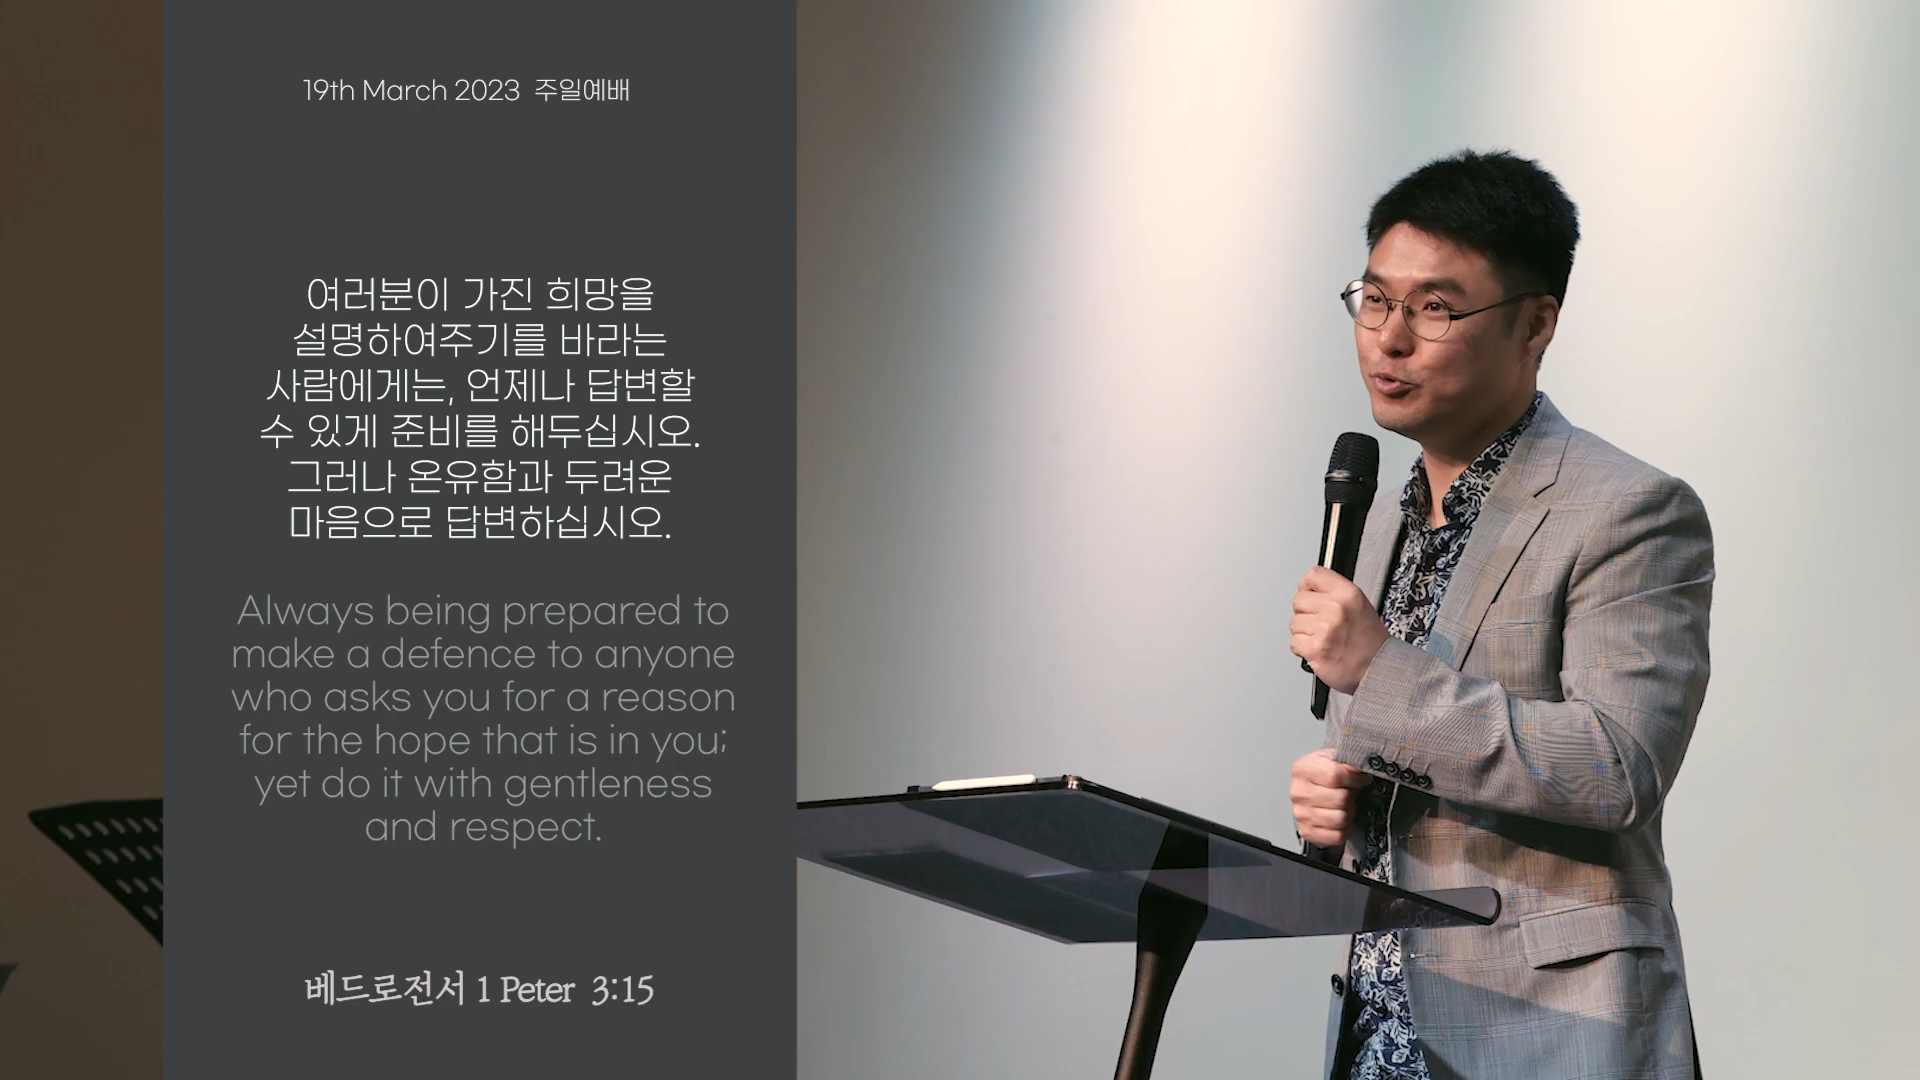 19th March 2023 주일예배
여러분이 가진 희망을
설명하여주기를 바라는
사람에게는, 언제나 답변할
수 있게 준비를 해두십시오.
그러나 온유함과 두려운
마음으로 답변하십시오.
Always being prepared to
make a defence to anyone
who asks you for a reason
for the hope that is in you;
yet do it with gentleness
and respect.
베드로전서 1 Peter 3:15